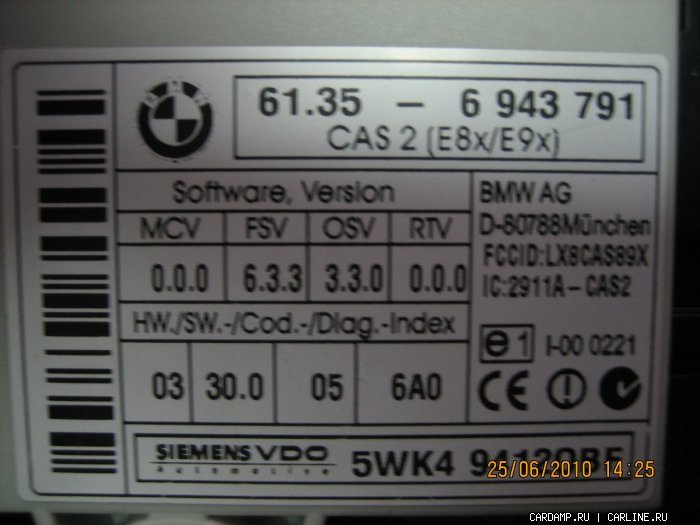 BMW
61.35 – 6 943 791
CAS 2 (E8x/E9x)
Software, Version
MCV FSV OSV RTV
0.0.0 6.3.3 3.3.0 0.0.0
HW./SW.-/Cod.-/Diag.-Index
03 30.0 05 6A0
BMW AG
D-80788München
FCCID:LX8CAS89X
IC:2911A-CAS2
e1 I-00 0221
CE
SIEMENS VDO
Automotive
5WK4
25/06/2010 14:25
CARDAMP.RU | CARLINE.RU